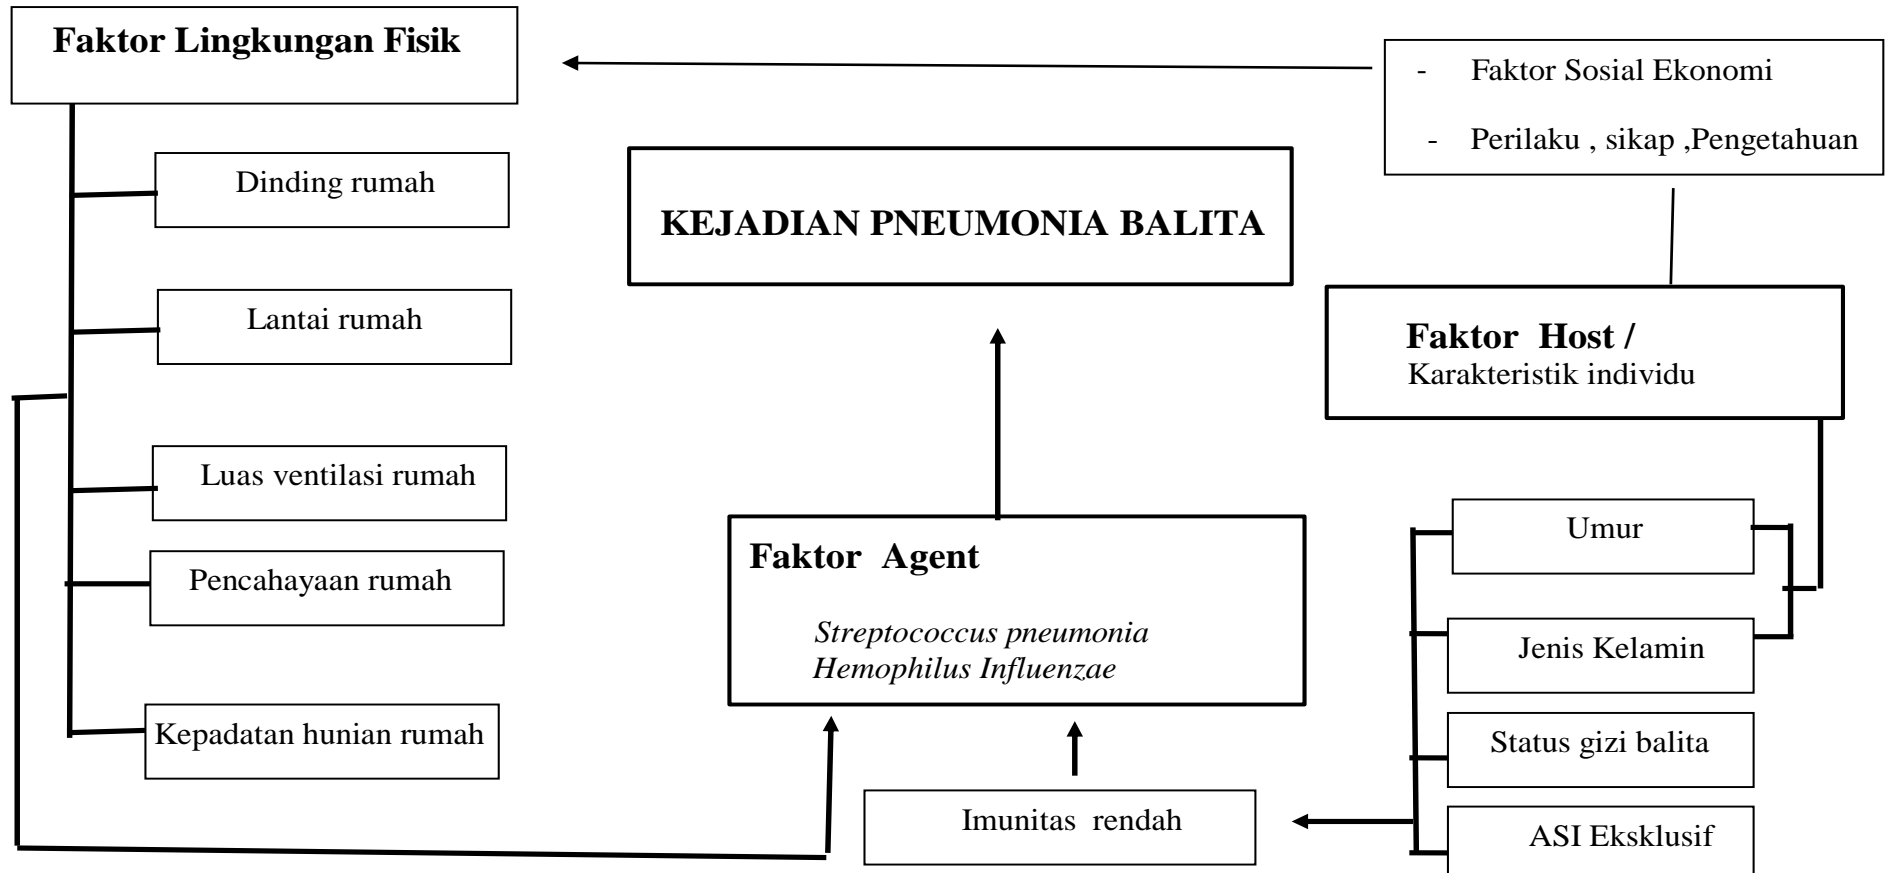 Faktor Lingkungan Fisik
- Faktor Sosial Ekonomi
- Perilaku , sikap ,Pengetahuan
Dinding rumah
KEJADIAN PNEUMONIA BALITA
Lantai rumah
Faktor Host /
Karakteristik individu
Luas ventilasi rumah
Pencahayaan rumah
Kepadatan hunian rumah
Faktor Agent
Streptococcus pneumonia
Hemophilus Influenzae
Imunitas rendah
Umur
Jenis Kelamin
Status gizi balita
ASI Eksklusif